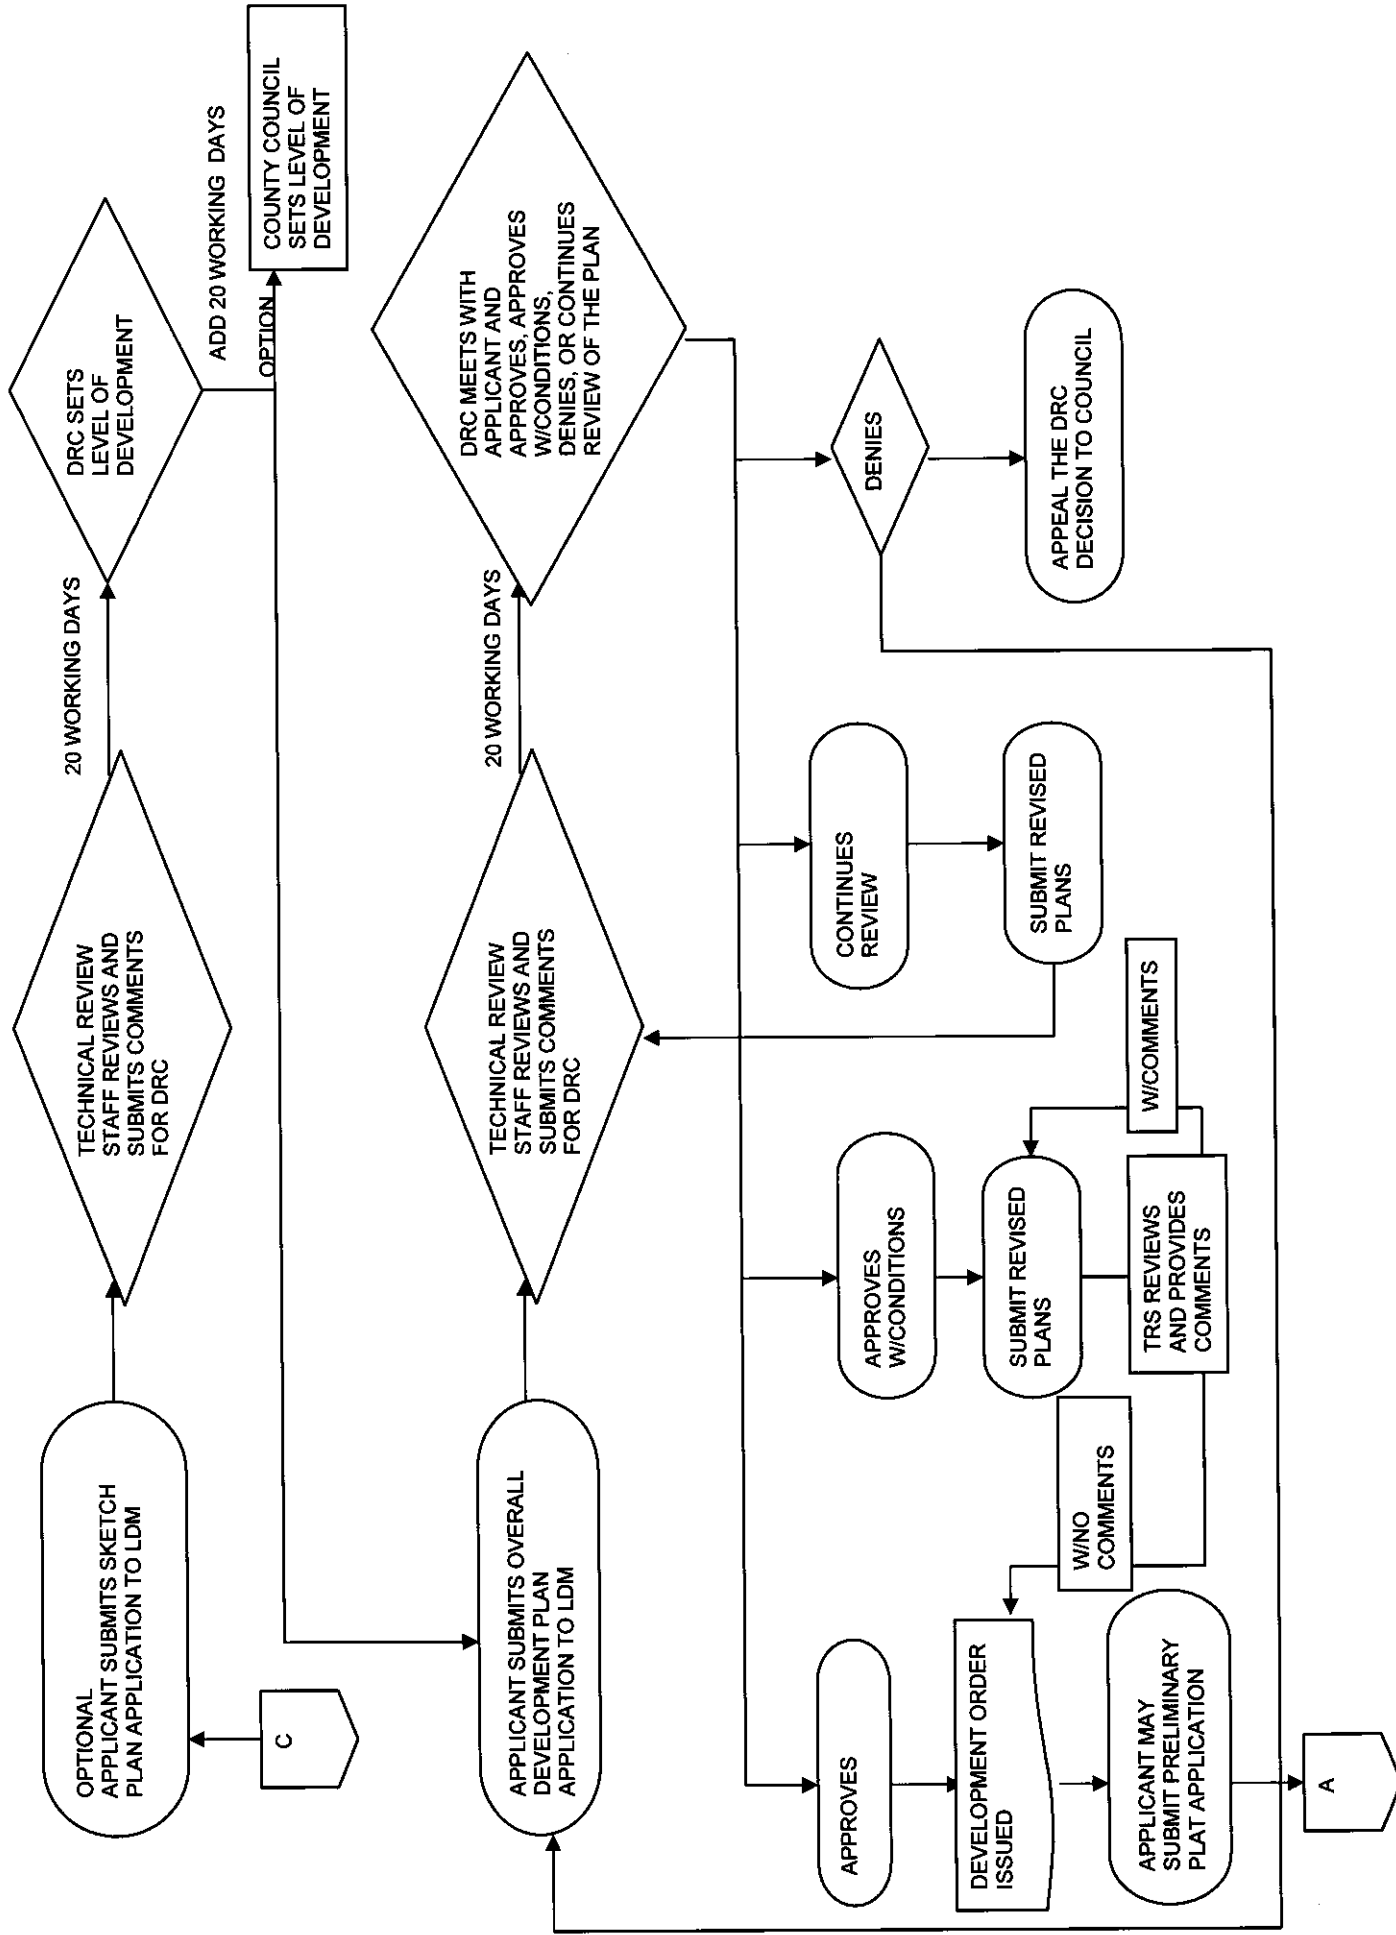 OPTIONAL
APPLICANT SUBMITS SKETCH
PLAN APPLICATION TO LDM
TECHNICAL REVIEW
STAFF REVIEWS AND
SUBMITS COMMENTS
FOR DRC
20 WORKING DAYS
DRC SETS
LEVEL OF
DEVELOPMENT
ADD 20 WORKING DAYS
OPTION
COUNTY COUNCIL
SETS LEVEL OF
DEVELOPMENT
C
APPLICANT SUBMITS OVERALL
DEVELOPMENT PLAN
APPLICATION TO LDM
TECHNICAL REVIEW
STAFF REVIEWS AND
SUBMITS COMMENTS
FOR DRC
20 WORKING DAYS
DRC MEETS WITH
APPLICANT AND
APPROVES, APPROVES
W/CONDITIONS,
DENIES, OR CONTINUES
REVIEW OF THE PLAN
APPROVES
APPROVES
W/CONDITIONS
CONTINUES
REVIEW
DENIES
DEVELOPMENT ORDER
ISSUED
SUBMIT REVISED
PLANS
SUBMIT REVISED
PLANS
APPEAL THE DRC
DECISION TO COUNCIL
W/NO
COMMENTS
W/COMMENTS
APPLICANT MAY
SUBMIT PRELIMINARY
PLAT APPLICATION
TRS REVIEWS
AND PROVIDES
COMMENTS
A